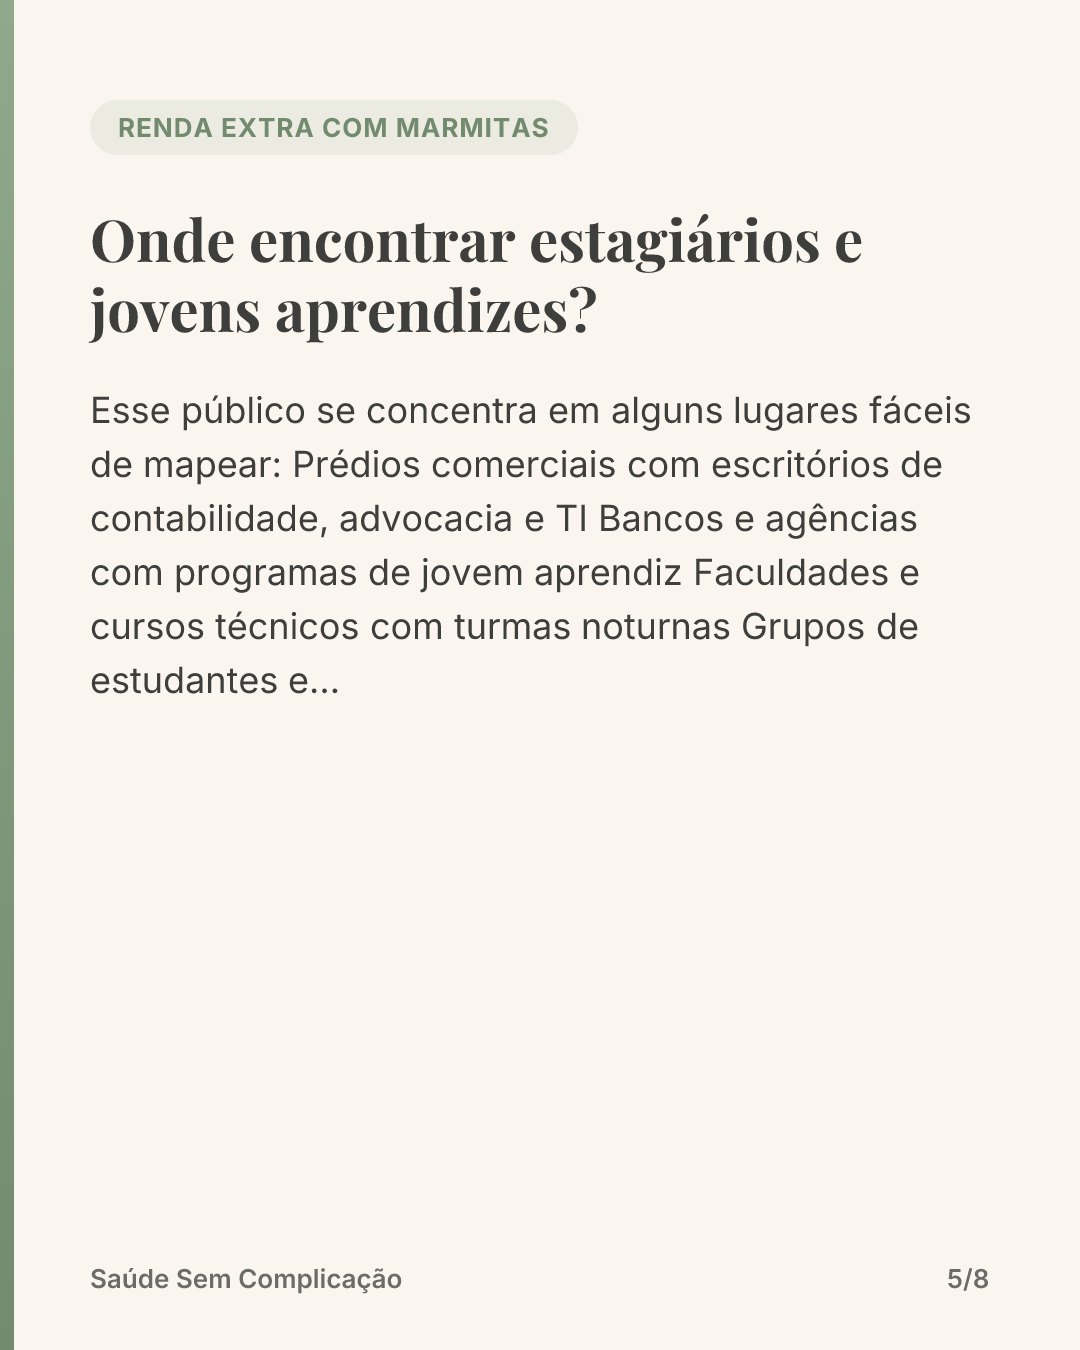 RENDA EXTRA COM MARMITAS
Onde encontrar estagiários e
jovens aprendizes?
Esse público se concentra em alguns lugares fáceis
de mapear: Prédios comerciais com escritórios de
contabilidade, advocacia e TI Bancos e agências
com programas de jovem aprendiz Faculdades e
cursos técnicos com turmas noturnas Grupos de
estudantes e...
Saúde Sem Complicação
5/8